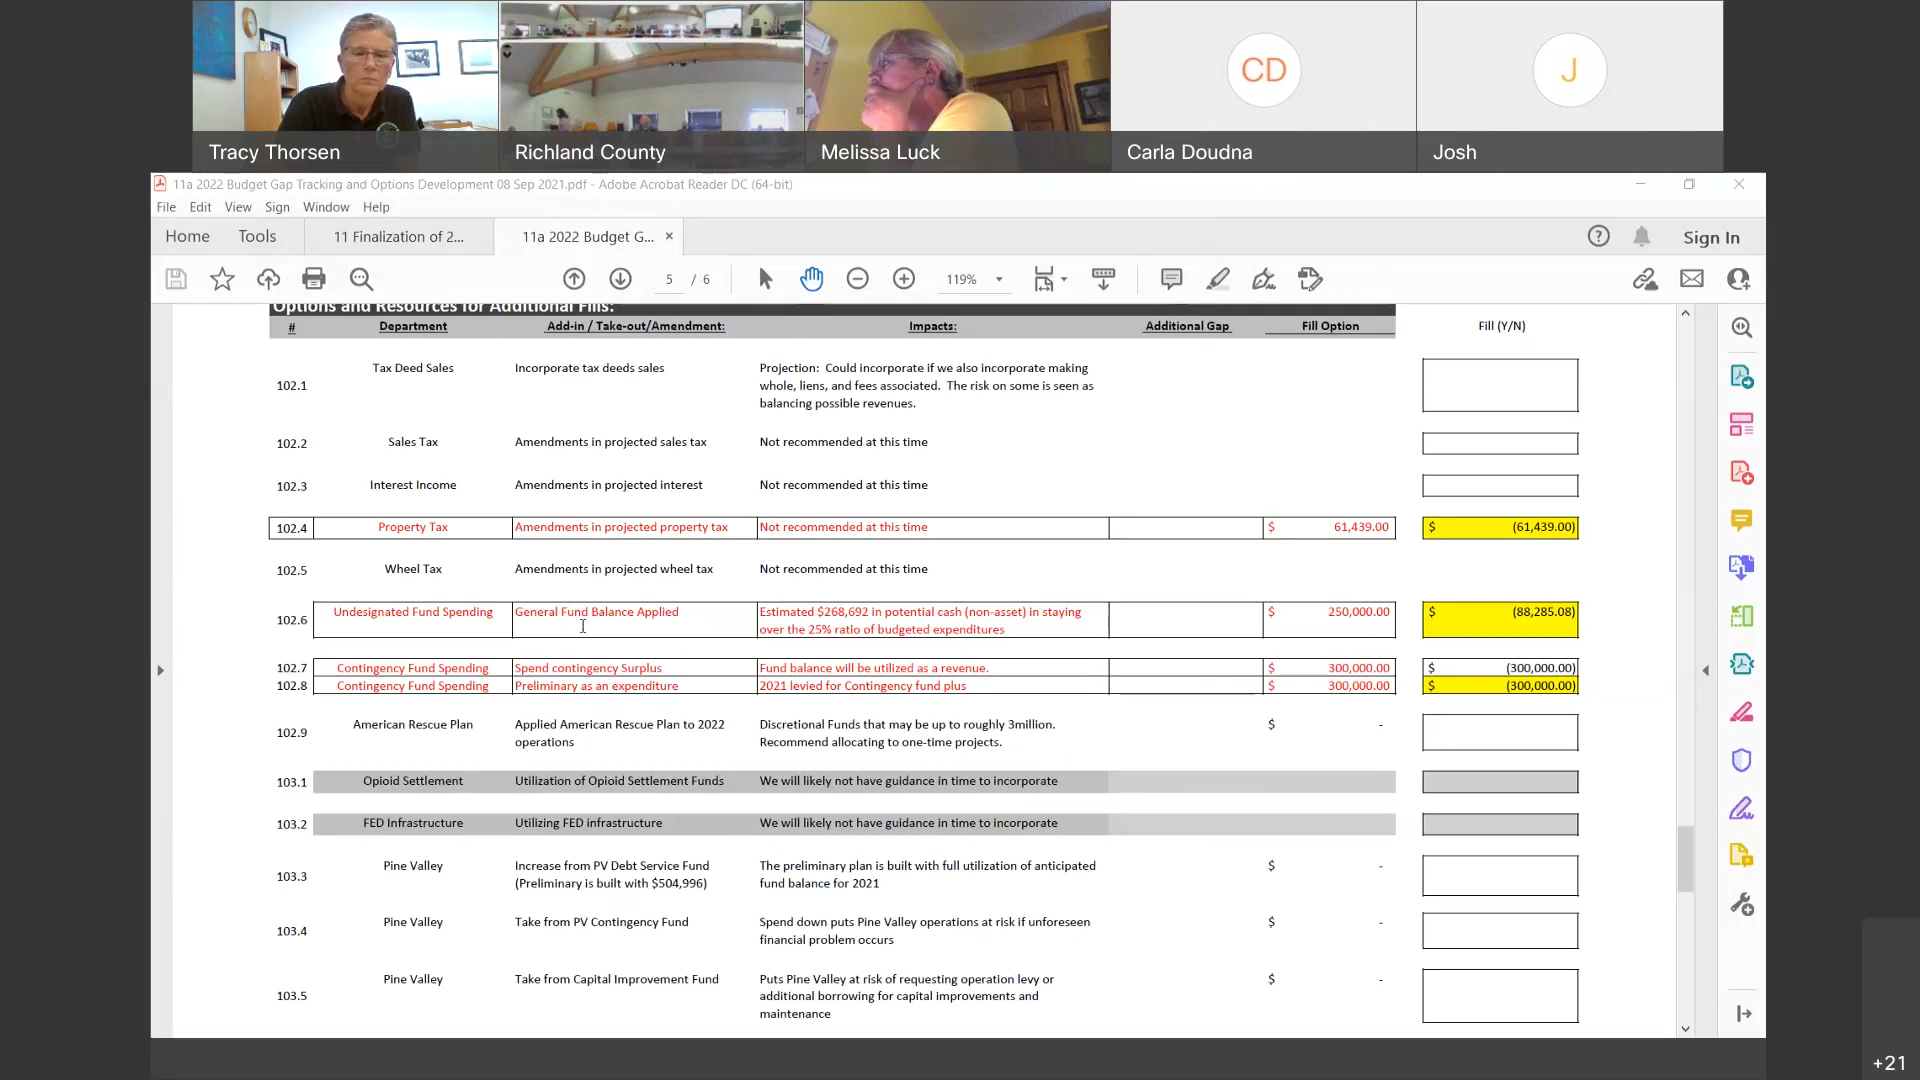 Tracy Thorsen
Richland County
Melissa Luck
CD
Carla Doudna
J
Josh
11a 2022 Budget Gap Tracking and Options Development 08 Sep 2021.pdf - Adobe Acrobat Reader DC (64-bit)
File Edit View Sign Window Help
Home Tools 11 Finalization of 2... 11a 2022 Budget G... × Sign In
5 / 6 119%
Options and Resources for Additional Fills:
# Department Add-in / Take-out/Amendment: Impacts: Additional Gap Fill Option Fill (Y/N)
102.1 Tax Deed Sales Incorporate tax deeds sales Projection: Could incorporate if we also incorporate making
whole, liens, and fees associated. The risk on some is seen as
balancing possible revenues.
102.2 Sales Tax Amendments in projected sales tax Not recommended at this time
102.3 Interest Income Amendments in projected interest Not recommended at this time
102.4 Property Tax Amendments in projected property tax Not recommended at this time $ 61,439.00 $ (61,439.00)
102.5 Wheel Tax Amendments in projected wheel tax Not recommended at this time
102.6 Undesignated Fund Spending General Fund Balance Applied Estimated $268,692 in potential cash (non-asset) in staying $ 250,000.00 $ (88,285.08)
over the 25% ratio of budgeted expenditures
102.7 Contingency Fund Spending Spend contingency Surplus Fund balance will be utilized as a revenue. $ 300,000.00 $ (300,000.00)
102.8 Contingency Fund Spending Preliminary as an expenditure 2021 levied for Contingency fund plus $ 300,000.00 $ (300,000.00)
102.9 American Rescue Plan Applied American Rescue Plan to 2022 Discretional Funds that may be up to roughly 3million. $ -
operations Recommend allocating to one-time projects.
103.1 Opioid Settlement Utilization of Opioid Settlement Funds We will likely not have guidance in time to incorporate
103.2 FED Infrastructure Utilizing FED infrastructure We will likely not have guidance in time to incorporate
103.3 Pine Valley Increase from PV Debt Service Fund The preliminary plan is built with full utilization of anticipated $ -
(Preliminary is built with $504,996) fund balance for 2021
103.4 Pine Valley Take from PV Contingency Fund Spend down puts Pine Valley operations at risk if unforeseen $ -
financial problem occurs
103.5 Pine Valley Take from Capital Improvement Fund Puts Pine Valley at risk of requesting operation levy or $ -
additional borrowing for capital improvements and
maintenance
+21